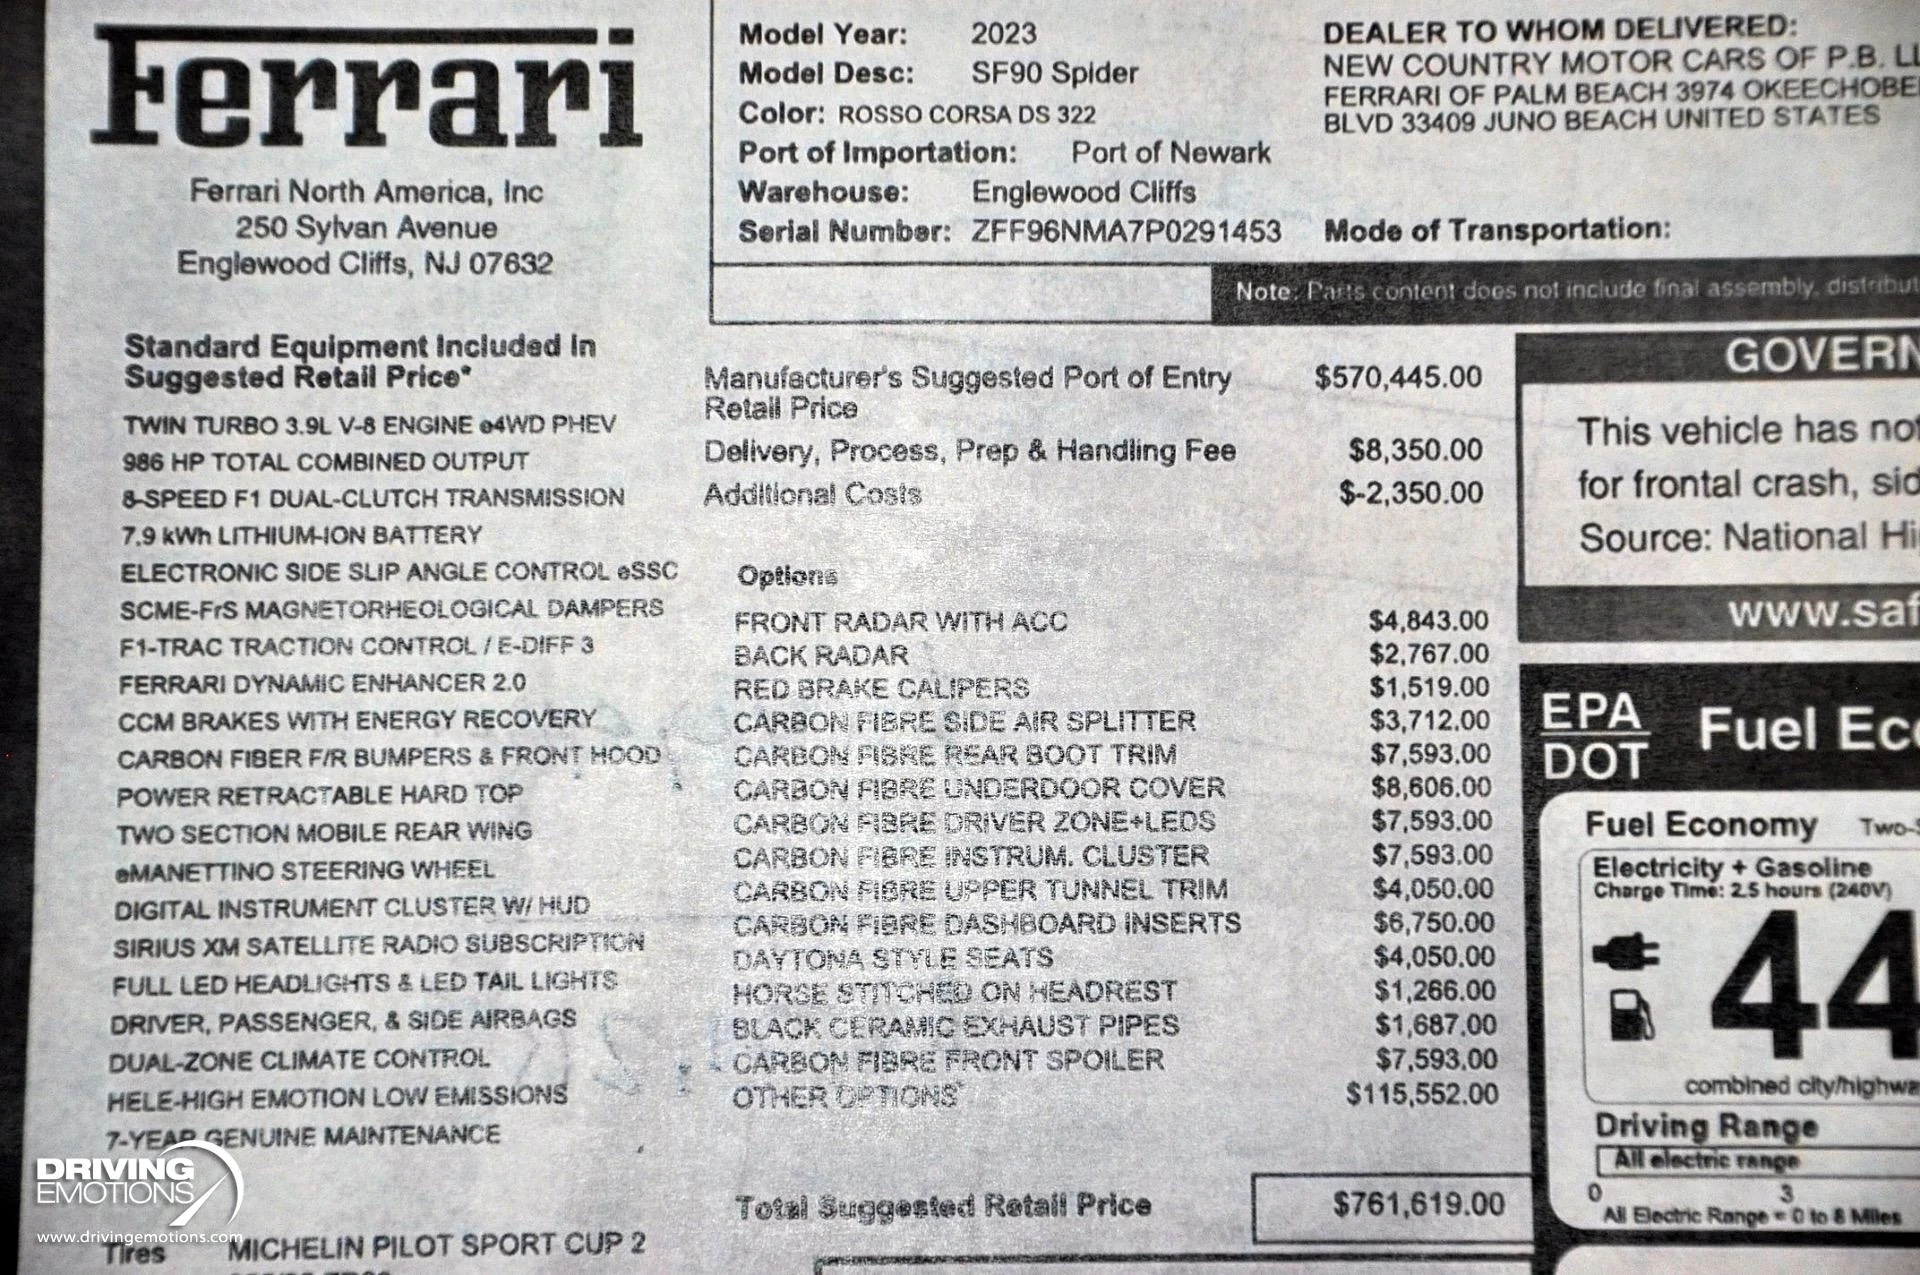 Ferrari
Ferrari North America, Inc
250 Sylvan Avenue
Englewood Cliffs, NJ 07632
Model Year: 2023
Model Desc: SF90 Spider
Color: ROSSO CORSA DS 322
Port of Importation: Port of Newark
Warehouse: Englewood Cliffs
Serial Number: ZFF96NMA7P0291453
DEALER TO WHOM DELIVERED:
NEW COUNTRY MOTOR CARS OF P.B.
FERRARI OF PALM BEACH 3974
BLVD 33409 JUNO BEACH UNITED STATES
Mode of Transportation:
Note: Parts content does not include final assembly,
Standard Equipment Included In
Suggested Retail Price*
TWIN TURBO 3.9L V-8 ENGINE e4WD PHEV
986 HP TOTAL COMBINED OUTPUT
8-SPEED F1 DUAL-CLUTCH TRANSMISSION
7.9 kWh LITHIUM-ION BATTERY
ELECTRONIC SIDE SLIP ANGLE CONTROL eSSC
SCME-FrS MAGNETORHEOLOGICAL DAMPERS
F1-TRAC TRACTION CONTROL / E-DIFF 3
FERRARI DYNAMIC ENHANCER 2.0
CCM BRAKES WITH ENERGY RECOVERY
CARBON FIBER F/R BUMPERS & FRONT HOOD
POWER RETRACTABLE HARD TOP
TWO SECTION MOBILE REAR WING
eMANETTINO STEERING WHEEL
DIGITAL INSTRUMENT CLUSTER W/ HUD
SIRIUS XM SATELLITE RADIO SUBSCRIPTION
FULL LED HEADLIGHTS & LED TAIL LIGHTS
DRIVER, PASSENGER, & SIDE AIRBAGS
DUAL-ZONE CLIMATE CONTROL
HELE-HIGH EMOTION LOW EMISSIONS
7-YEAR GENUINE MAINTENANCE
Tires MICHELIN PILOT SPORT CUP 2
Manufacturer's Suggested Port of Entry $570,445.00
Retail Price
Delivery, Process, Prep & Handling Fee $8,350.00
Additional Costs $-2,350.00
Options
FRONT RADAR WITH ACC $4,843.00
BACK RADAR $2,767.00
RED BRAKE CALIPERS $1,519.00
CARBON FIBRE SIDE AIR SPLITTER $3,712.00
CARBON FIBRE REAR BOOT TRIM $7,593.00
CARBON FIBRE UNDERDOOR COVER $8,606.00
CARBON FIBRE DRIVER ZONE+LEDS $7,593.00
CARBON FIBRE INSTRUM. CLUSTER $7,593.00
CARBON FIBRE UPPER TUNNEL TRIM $4,050.00
CARBON FIBRE DASHBOARD INSERTS $6,750.00
DAYTONA STYLE SEATS $4,050.00
HORSE STITCHED ON HEADREST $1,266.00
BLACK CERAMIC EXHAUST PIPES $1,687.00
CARBON FIBRE FRONT SPOILER $7,593.00
OTHER OPTIONS* $115,552.00
Total Suggested Retail Price $761,619.00
GOVERN
This vehicle has not
for frontal crash, sid
Source: National Hi
www.saf
EPA
DOT
Fuel Ec
Fuel Economy Two-S
Electricity + Gasoline
Charge Time: 2.5 hours (240V)
44
combined city/highwa
Driving Range
All electric range
0 3
All Electric Range = 0 to 8 Miles
DRIVING
EMOTIONS
www.drivingemotions.com